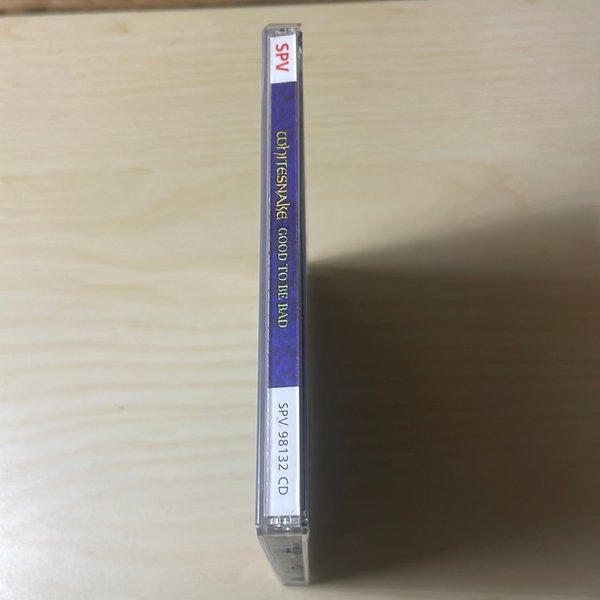 SPV
WHITESNAKE GOOD TO BE BAD
SPV 98132 CD